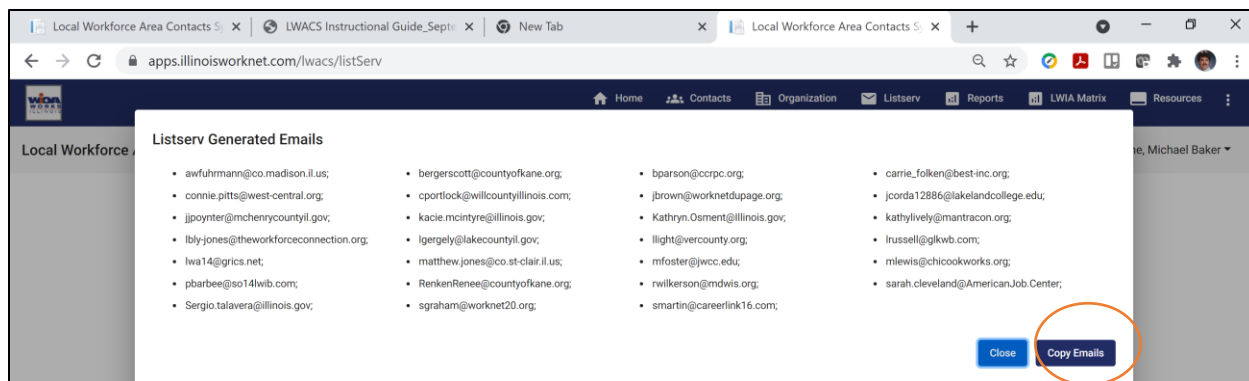 Local Workforce Area Contacts Sy
LWACS Instructional Guide_Septe
New Tab
Local Workforce Area Contacts Sy
apps.illinoisworknet.com/lwacs/listServ
WIOA
WORKS
ILLINOIS
Home
Contacts
Organization
Listserv
Reports
LWIA Matrix
Resources
Local Workforce
Michael Baker
Listserv Generated Emails
awfuhrmann@co.madison.il.us; bergerscott@countyofkane.org; bparson@ccrpc.org; carrie_folken@best-inc.org;
connie.pitts@west-central.org; cportlock@willcountyillinois.com; jbrown@worknetdupage.org; jcorda12886@lakelandcollege.edu;
jjpoynter@mchenrycountyil.gov; kacie.mcintyre@illinois.gov; Kathryn.Osment@Illinois.gov; kathylively@mantracon.org;
lbly-jones@theworkforceconnection.org; lgergely@lakecountyil.gov; llight@vercounty.org; lrussell@glkwb.com;
lwa14@grics.net; matthew.jones@co.st-clair.il.us; mfoster@jwcc.edu; mlewis@chicookworks.org;
pbarbee@so14lwib.com; RenkenRenee@countyofkane.org; rwilkerson@mdwis.org; sarah.cleveland@AmericanJob.Center;
Sergio.talavera@illinois.gov; sgraham@worknet20.org; smartin@careerlink16.com;
Close
Copy Emails